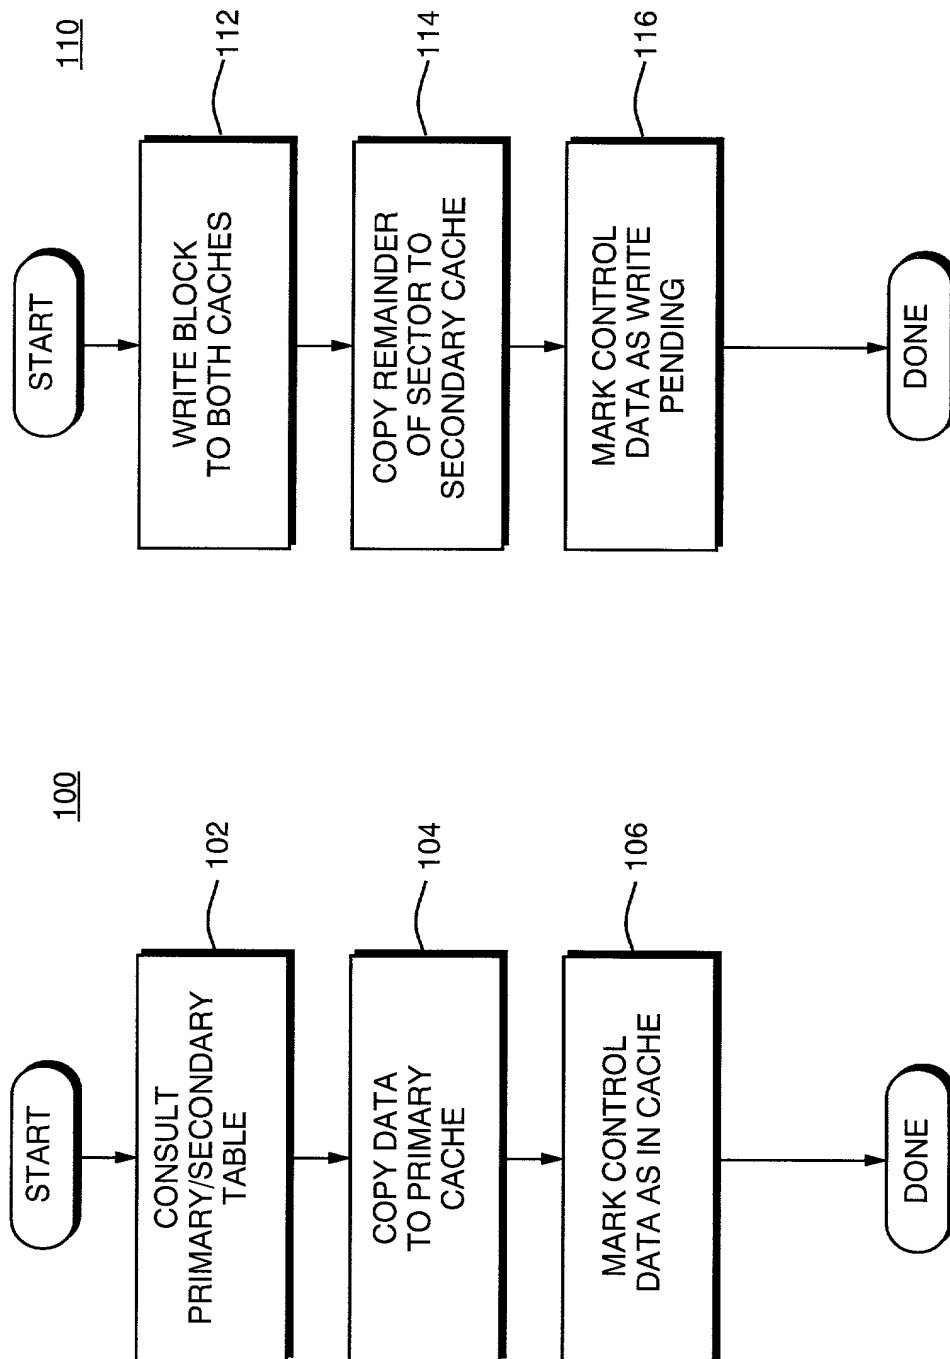 100
START
CONSULT
PRIMARY/SECONDARY
TABLE
102
COPY DATA
TO PRIMARY
CACHE
104
MARK CONTROL
DATA AS IN CACHE
106
DONE
110
START
WRITE BLOCK
TO BOTH CACHES
112
COPY REMAINDER
OF SECTOR TO
SECONDARY CACHE
114
MARK CONTROL
DATA AS WRITE
PENDING
116
DONE